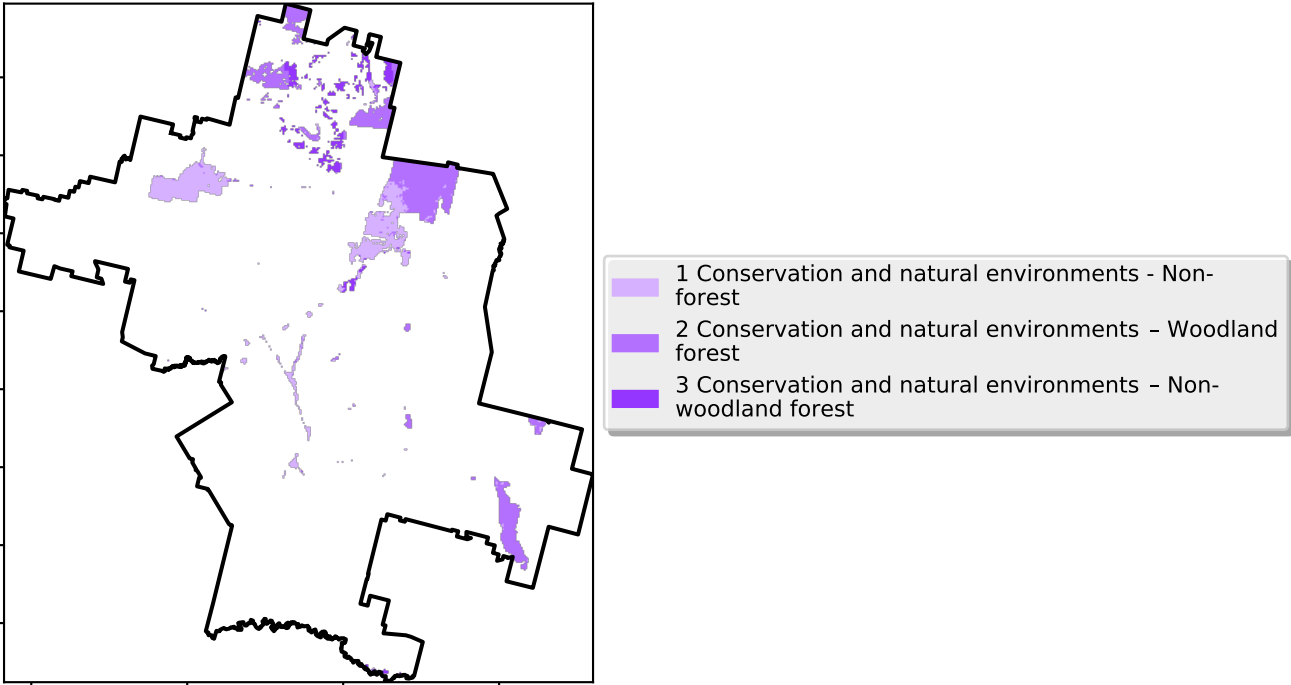 1 Conservation and natural environments - Non-
forest
2 Conservation and natural environments – Woodland
forest
3 Conservation and natural environments – Non-
woodland forest